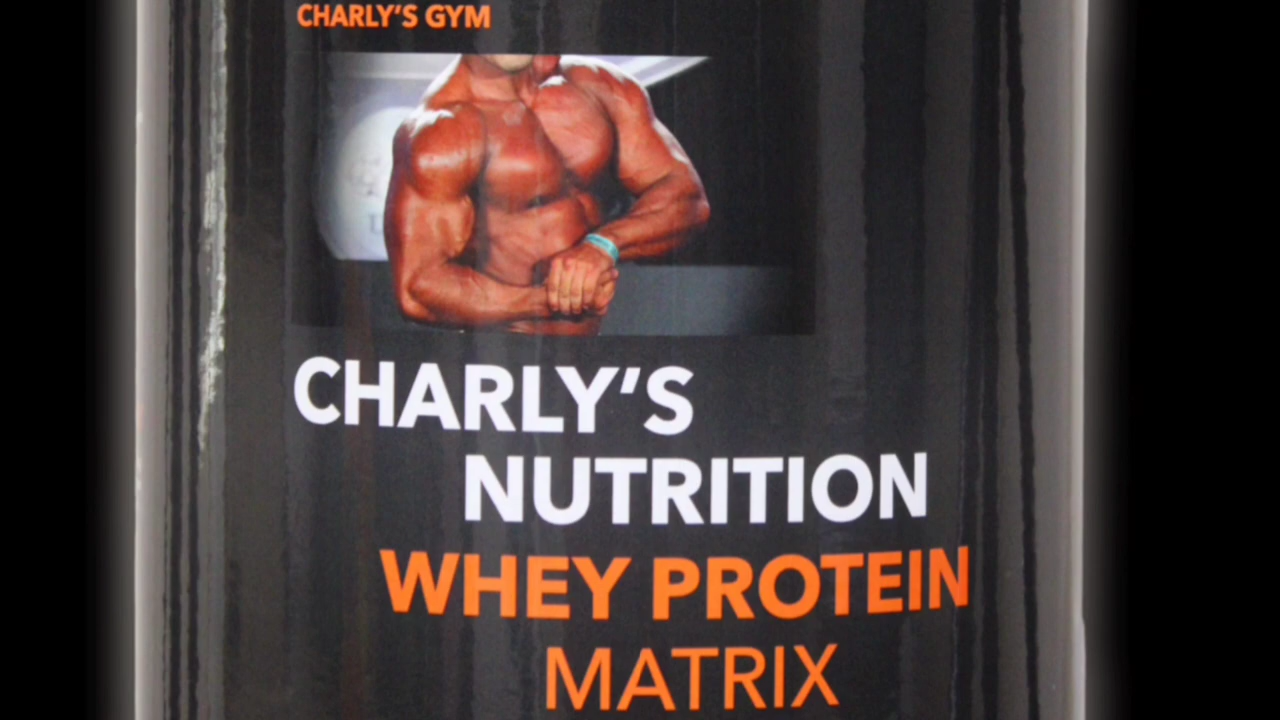 CHARLY'S GYM
CHARLY'S
NUTRITION
WHEY PROTEIN
MATRIX